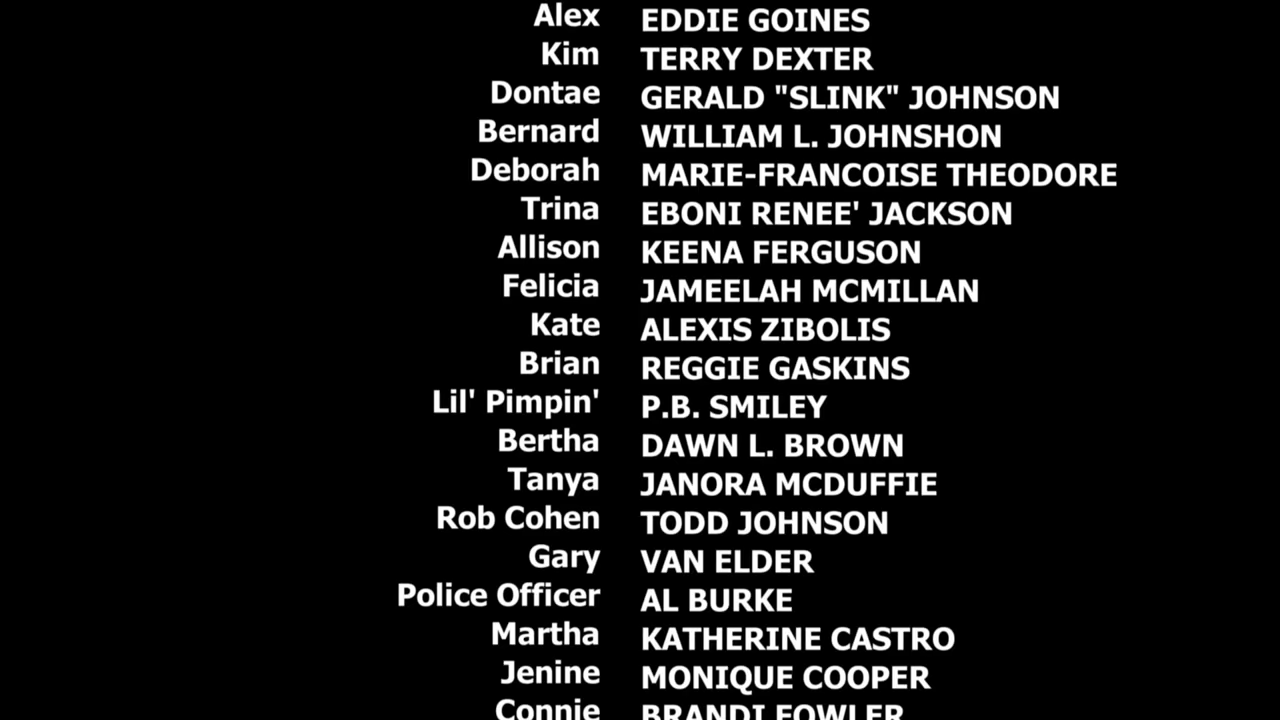 Alex EDDIE GOINES
Kim TERRY DEXTER
Dontae GERALD "SLINK" JOHNSON
Bernard WILLIAM L. JOHNSHON
Deborah MARIE-FRANCOISE THEODORE
Trina EBONI RENEE' JACKSON
Allison KEENA FERGUSON
Felicia JAMEELAH MCMILLAN
Kate ALEXIS ZIBOLIS
Brian REGGIE GASKINS
Lil' Pimpin' P.B. SMILEY
Bertha DAWN L. BROWN
Tanya JANORA MCDUFFIE
Rob Cohen TODD JOHNSON
Gary VAN ELDER
Police Officer AL BURKE
Martha KATHERINE CASTRO
Jenine MONIQUE COOPER
Connie BRANDI FOWLER